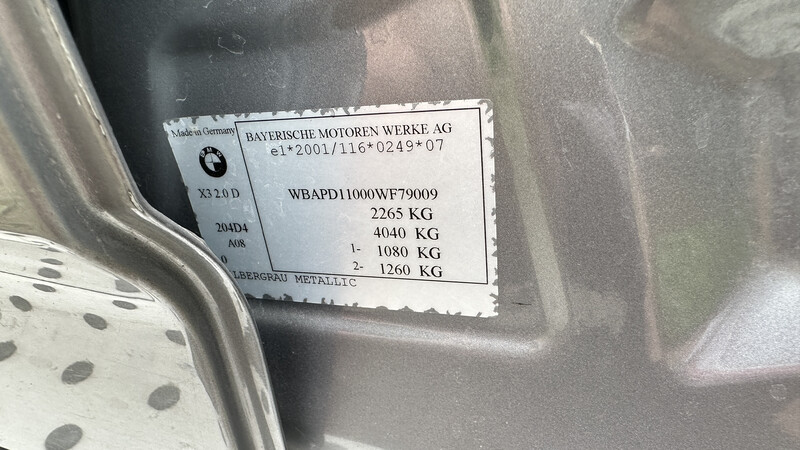 Made in Germany
BMW
X3 2.0 D
204D4
A08
0
BAYERISCHE MOTOREN WERKE AG
e1*2001/116*0249*07
WBAPD11000WF79009
2265 KG
4040 KG
1- 1080 KG
2- 1260 KG
LBERGRAU METALLIC